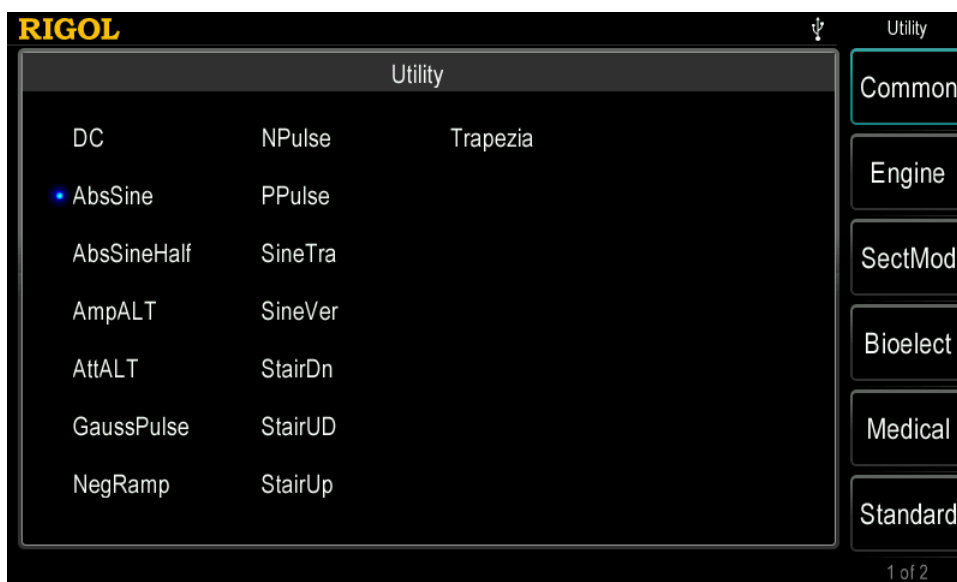 RIGOL
Utility
Utility
DC NPulse Trapezia
AbsSine PPulse
AbsSineHalf SineTra
AmpALT SineVer
AttALT StairDn
GaussPulse StairUD
NegRamp StairUp
Common
Engine
SectMod
Bioelect
Medical
Standard
1 of 2